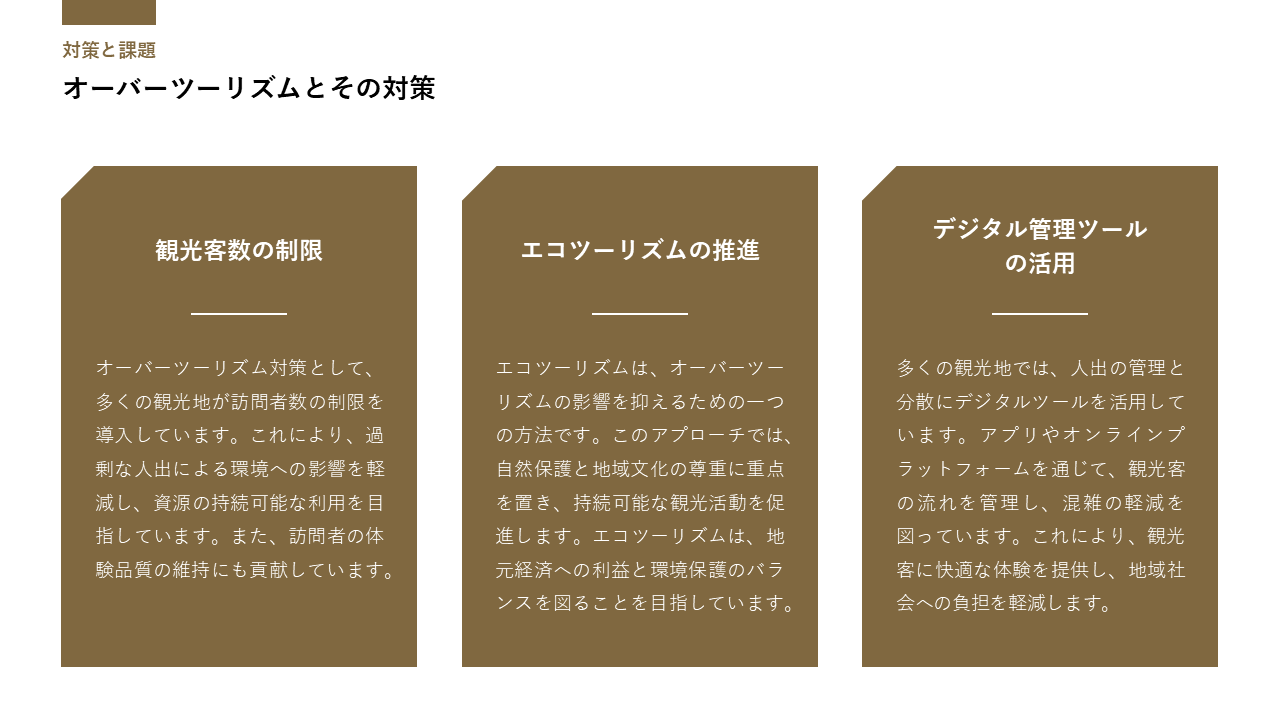 対策と課題
オーバーツーリズムとその対策
観光客数の制限
オーバーツーリズム対策として、
多くの観光地が訪問者数の制限を
導入しています。これにより、過
剰な人出による環境への影響を軽
減し、資源の持続可能な利用を目
指しています。また、訪問者の体
験品質の維持にも貢献しています。
エコツーリズムの推進
エコツーリズムは、オーバーツー
リズムの影響を抑えるための一つ
の方法です。このアプローチでは、
自然保護と地域文化の尊重に重点
を置き、持続可能な観光活動を促
進します。エコツーリズムは、地
元経済への利益と環境保護のバラ
ンスを図ることを目指しています。
デジタル管理ツール
の活用
多くの観光地では、人出の管理と
分散にデジタルツールを活用して
います。アプリやオンラインプ
ラットフォームを通じて、観光客
の流れを管理し、混雑の軽減を
図っています。これにより、観光
客に快適な体験を提供し、地域社
会への負担を軽減します。